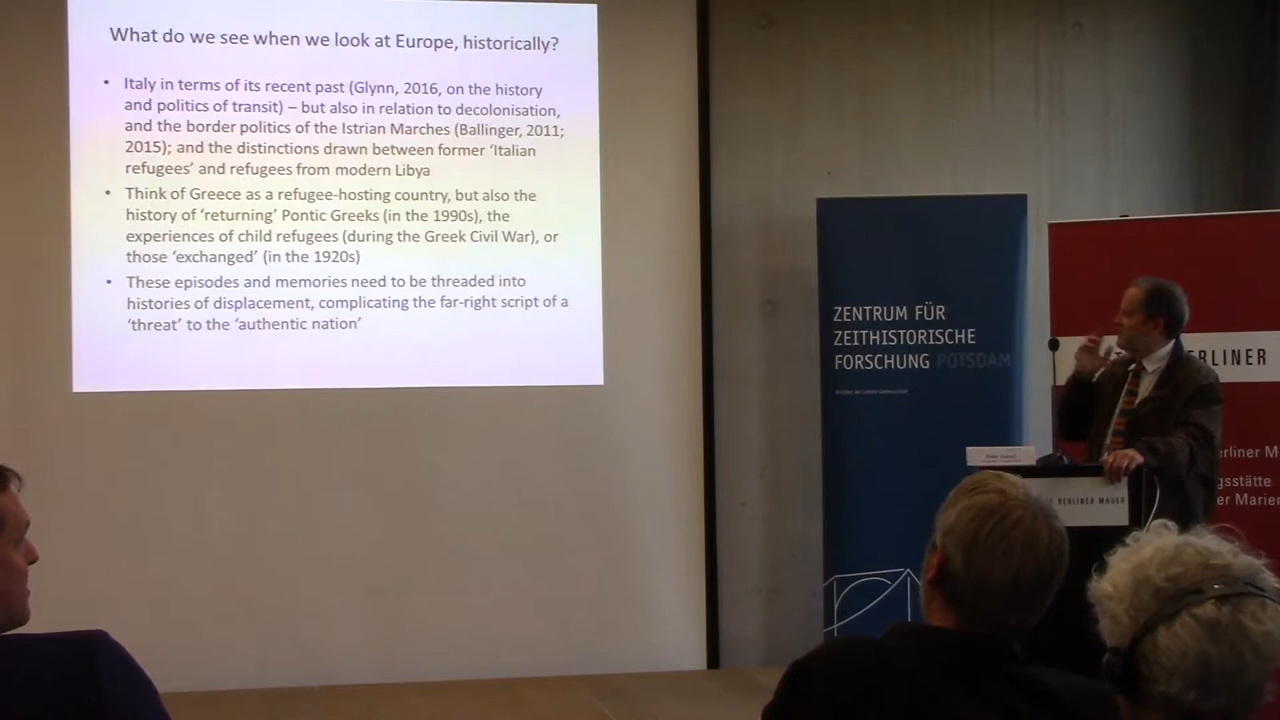 What do we see when we look at Europe, historically?
• Italy in terms of its recent past (Glynn, 2016, on the history
and politics of transit) – but also in relation to decolonisation,
and the border politics of the Istrian Marches (Ballinger, 2011;
2015); and the distinctions drawn between former ‘Italian
refugees’ and refugees from modern Libya
• Think of Greece as a refugee-hosting country, but also the
history of ‘returning’ Pontic Greeks (in the 1990s), the
experiences of child refugees (during the Greek Civil War), or
those ‘exchanged’ (in the 1920s)
• These episodes and memories need to be threaded into
histories of displacement, complicating the far-right script of a
‘threat’ to the ‘authentic nation’
ZENTRUM FÜR
ZEITHISTORISCHE
FORSCHUNG POTSDAM
ERLINER
erliner M
gsstätte
er Marien
BERLINER MAUER